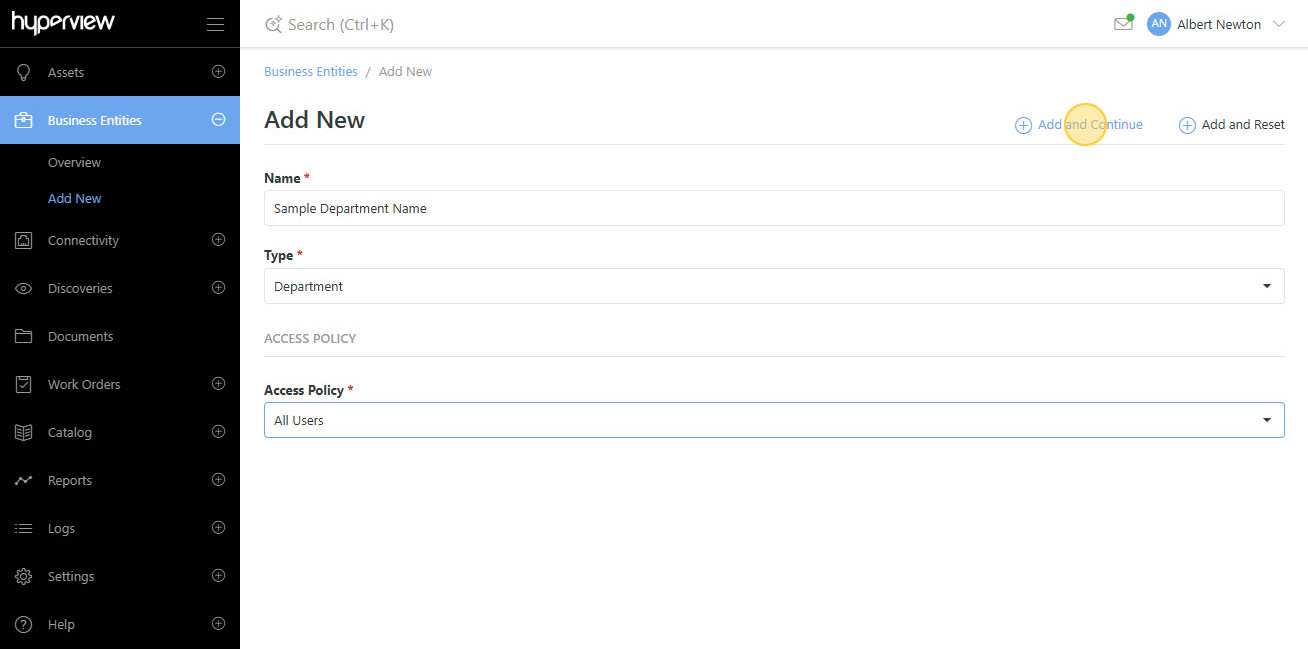 hyperview
Search (Ctrl+K)
AN
Albert Newton
Assets
Business Entities
Overview
Add New
Connectivity
Discoveries
Documents
Work Orders
Catalog
Reports
Logs
Settings
Help
Business Entities / Add New
Add New
Add and Continue
Add and Reset
Name *
Sample Department Name
Type *
Department
ACCESS POLICY
Access Policy *
All Users